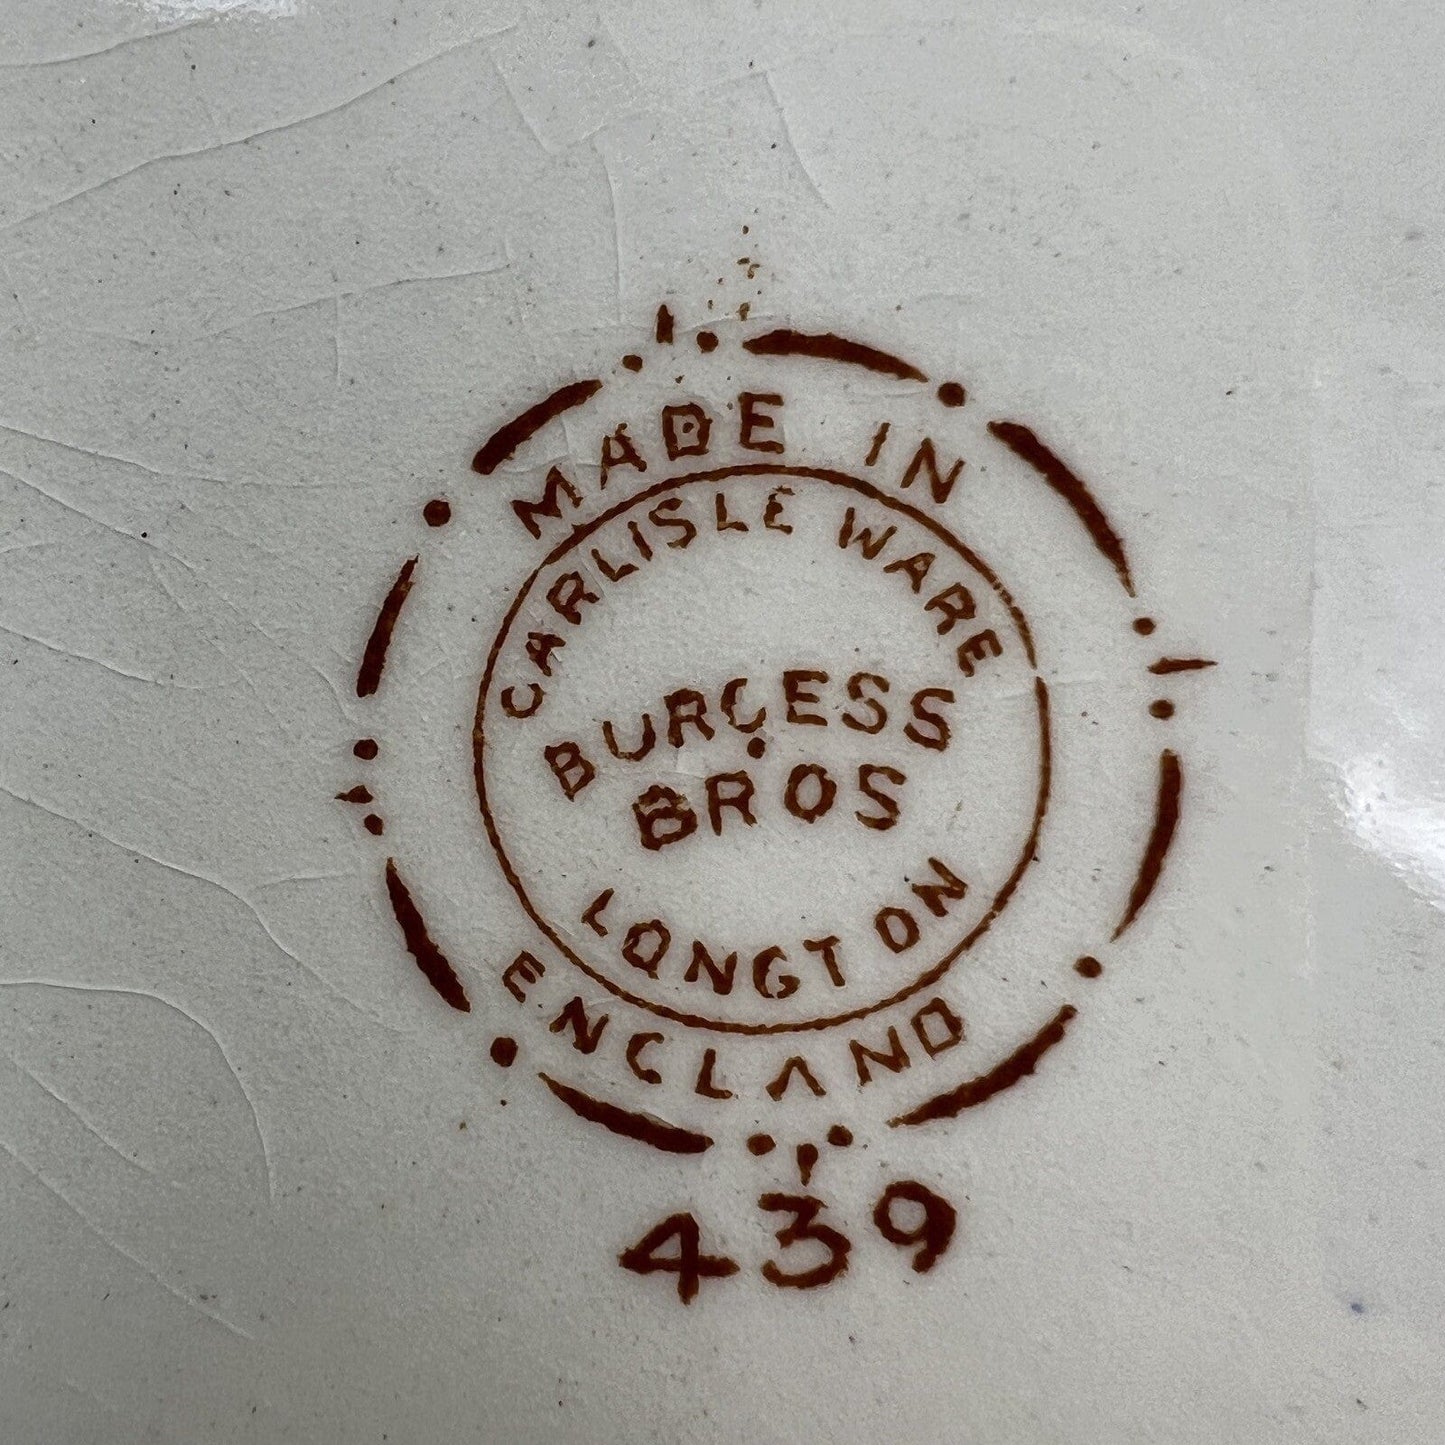 MADE IN
CARLISLE WARE
BURGESS
BROS
LONGTON
ENGLAND
439